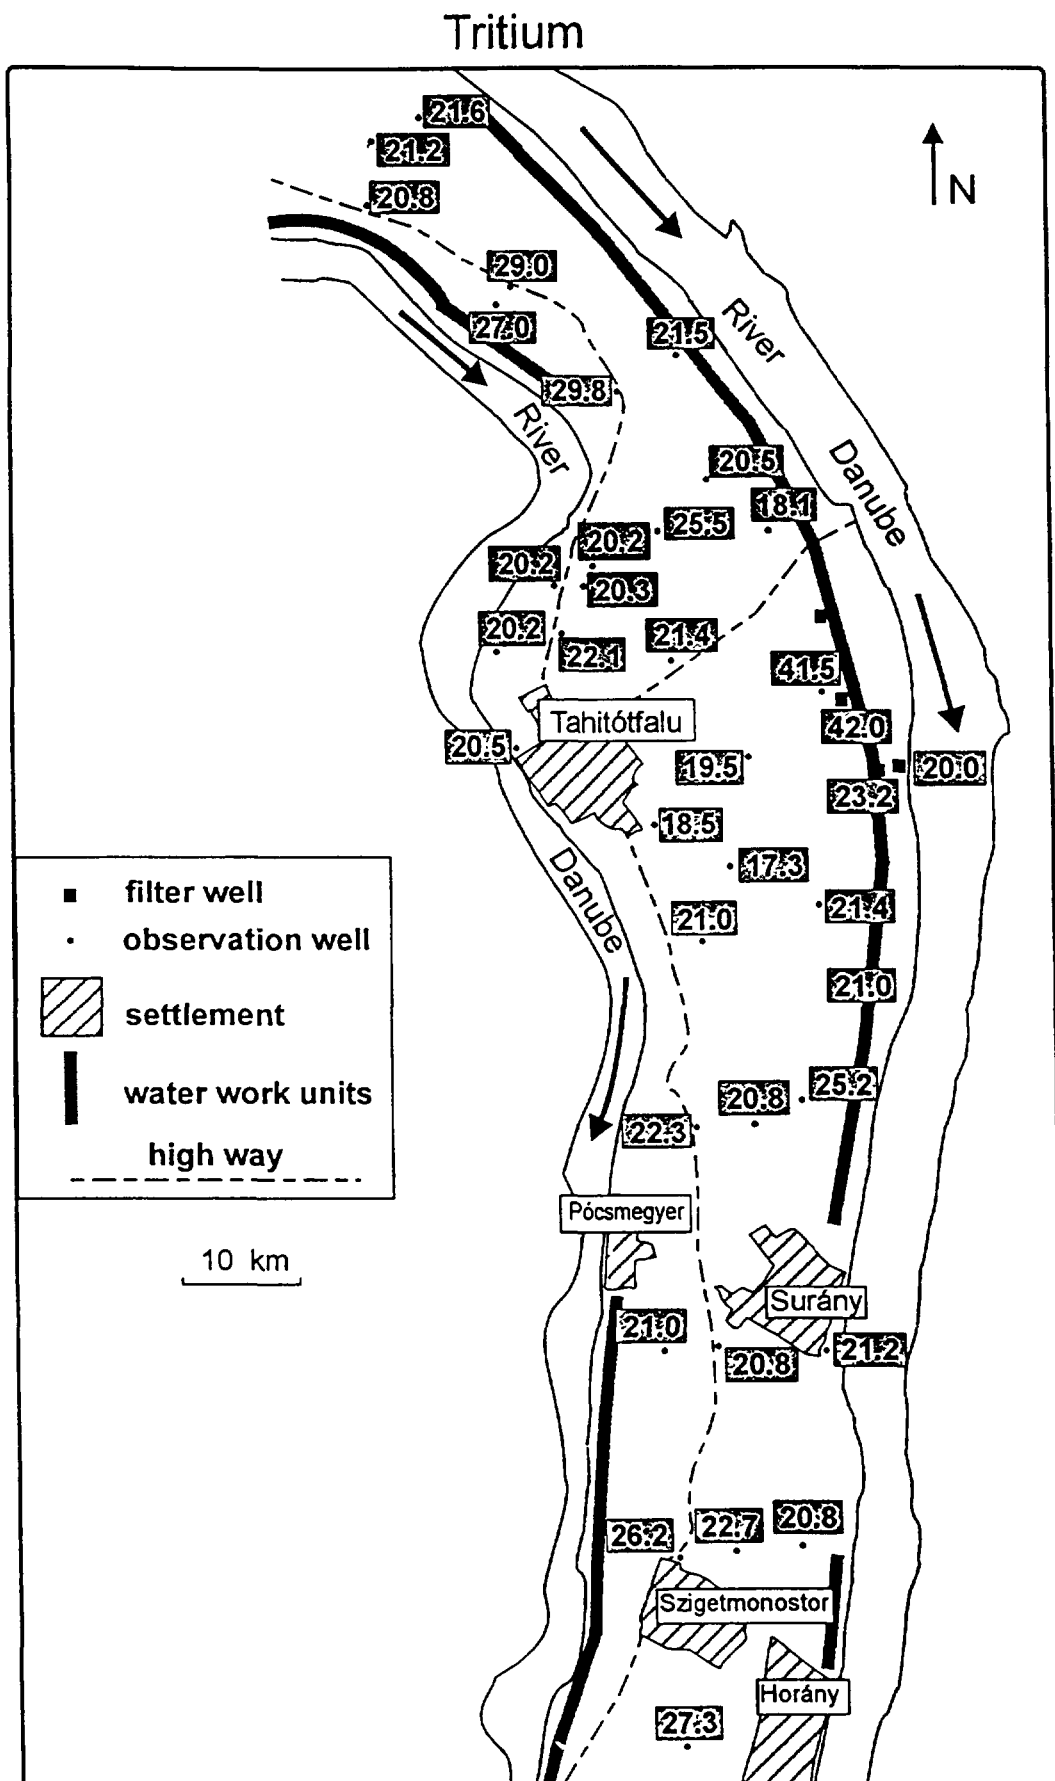 Tritium
21.6
21.2
20.8
N
29.0
27.0
21.5
River
29.8
River
20.5
Danube
18.1
25.5
20.2
20.2
20.3
20.2
22.1
21.4
41.5
Tahitótfalu
42.0
20.5
19.5
20.0
23.2
18.5
Danube
17.3
21.4
21.0
21.0
filter well
observation well
settlement
water work units
high way
25.2
20.8
22.3
Pócsmegyer
10 km
Surány
21.0
20.8
21.2
26.2
22.7
20.8
Szigetmonostor
Horány
27.3